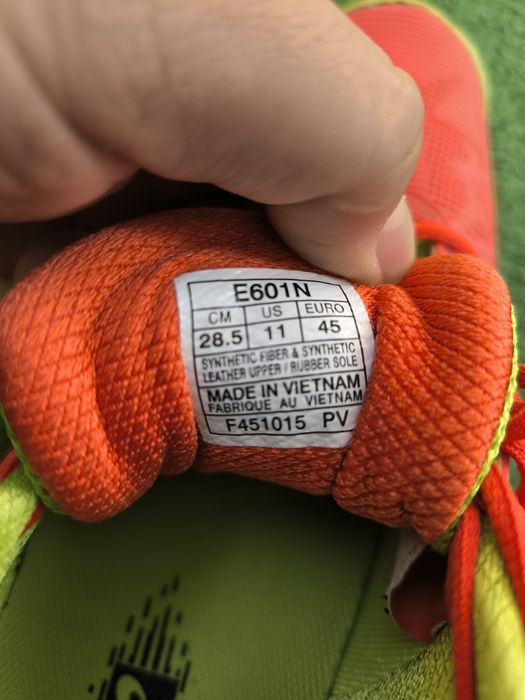 E601N
CM US EURO
28.5 11 45
SYNTHETIC FIBER & SYNTHETIC
LEATHER UPPER / RUBBER SOLE
MADE IN VIETNAM
FABRIQUE AU VIETNAM
F451015 PV